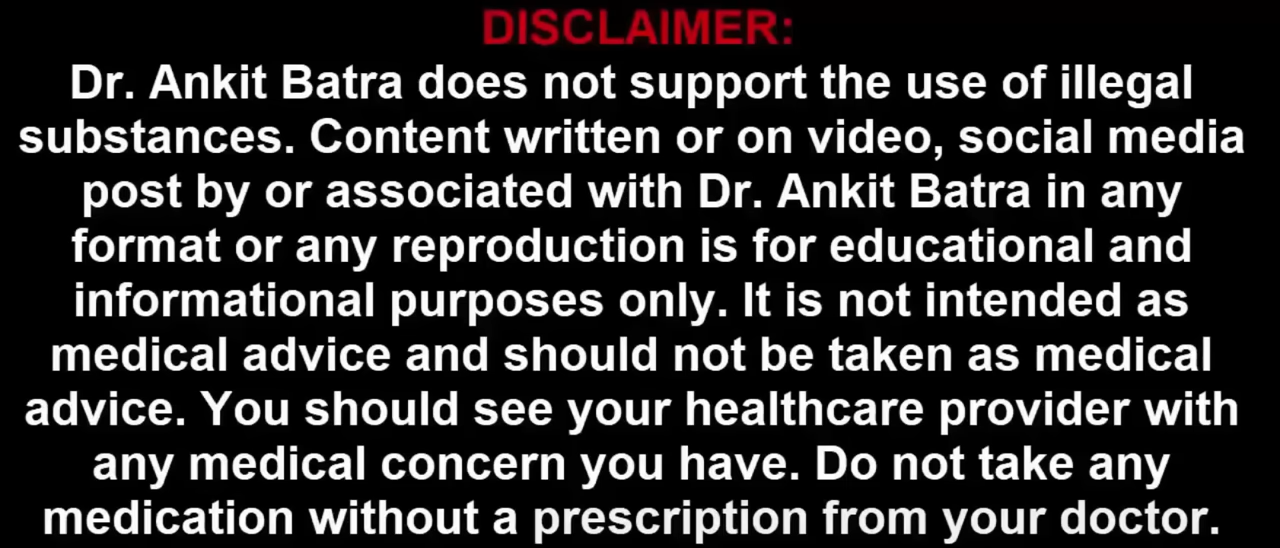 DISCLAIMER:
Dr. Ankit Batra does not support the use of illegal
substances. Content written or on video, social media
post by or associated with Dr. Ankit Batra in any
format or any reproduction is for educational and
informational purposes only. It is not intended as
medical advice and should not be taken as medical
advice. You should see your healthcare provider with
any medical concern you have. Do not take any
medication without a prescription from your doctor.